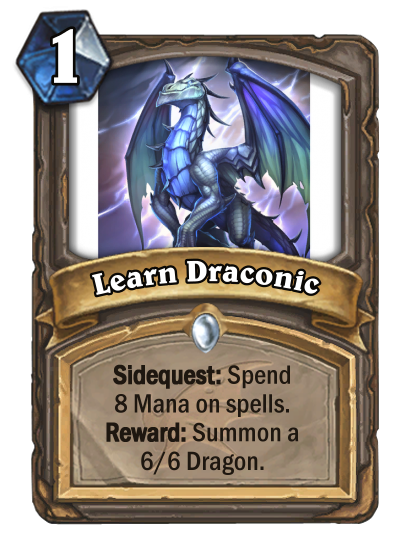 1
Learn Draconic
Sidequest: Spend
8 Mana on spells.
Reward: Summon a
6/6 Dragon.